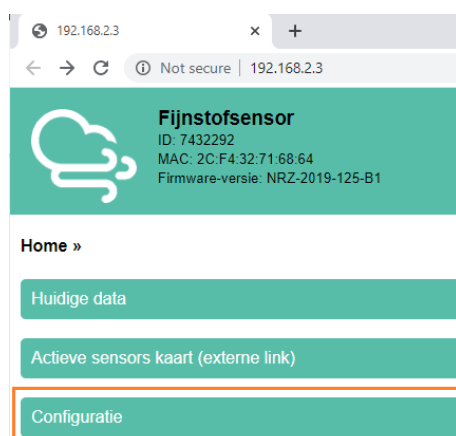 192.168.2.3
Not secure | 192.168.2.3
Fijnstofsensor
ID: 7432292
MAC: 2C:F4:32:71:68:64
Firmware-versie: NRZ-2019-125-B1
Home »
Huidige data
Actieve sensors kaart (externe link)
Configuratie